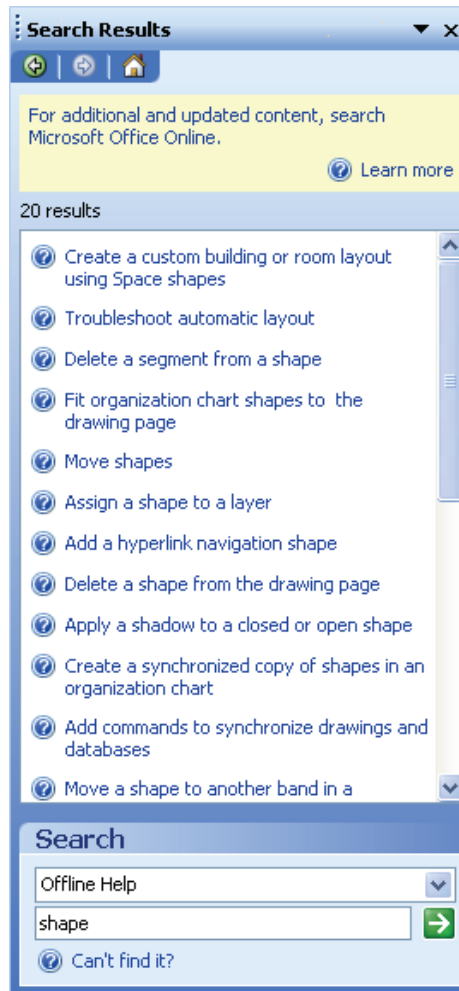 Search Results
For additional and updated content, search
Microsoft Office Online.
Learn more
20 results
Create a custom building or room layout
using Space shapes
Troubleshoot automatic layout
Delete a segment from a shape
Fit organization chart shapes to the
drawing page
Move shapes
Assign a shape to a layer
Add a hyperlink navigation shape
Delete a shape from the drawing page
Apply a shadow to a closed or open shape
Create a synchronized copy of shapes in an
organization chart
Add commands to synchronize drawings and
databases
Move a shape to another band in a
Search
Offline Help
shape
Can't find it?